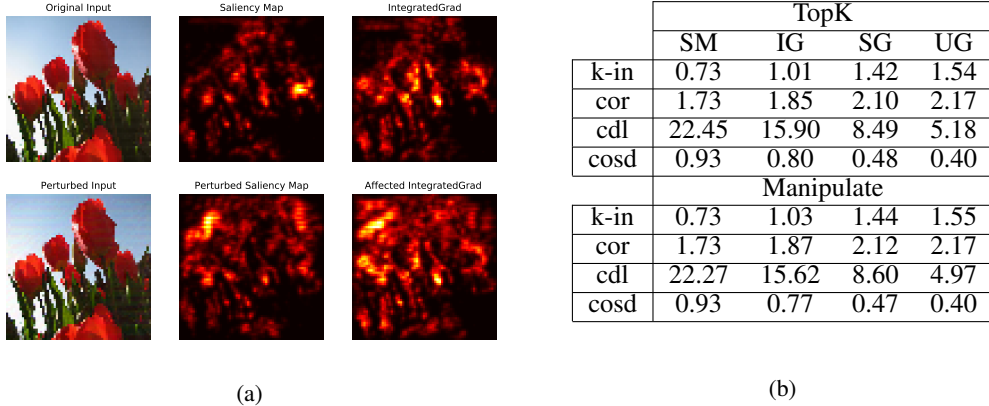 Original Input Saliency Map IntegratedGrad
Perturbed Input Perturbed Saliency Map Affected IntegratedGrad
(a)
TopK
SM IG SG UG
k-in 0.73 1.01 1.42 1.54
cor 1.73 1.85 2.10 2.17
cdl 22.45 15.90 8.49 5.18
cosd 0.93 0.80 0.48 0.40
Manipulate
k-in 0.73 1.03 1.44 1.55
cor 1.73 1.87 2.12 2.17
cdl 22.27 15.62 8.60 4.97
cosd 0.93 0.77 0.47 0.40
(b)